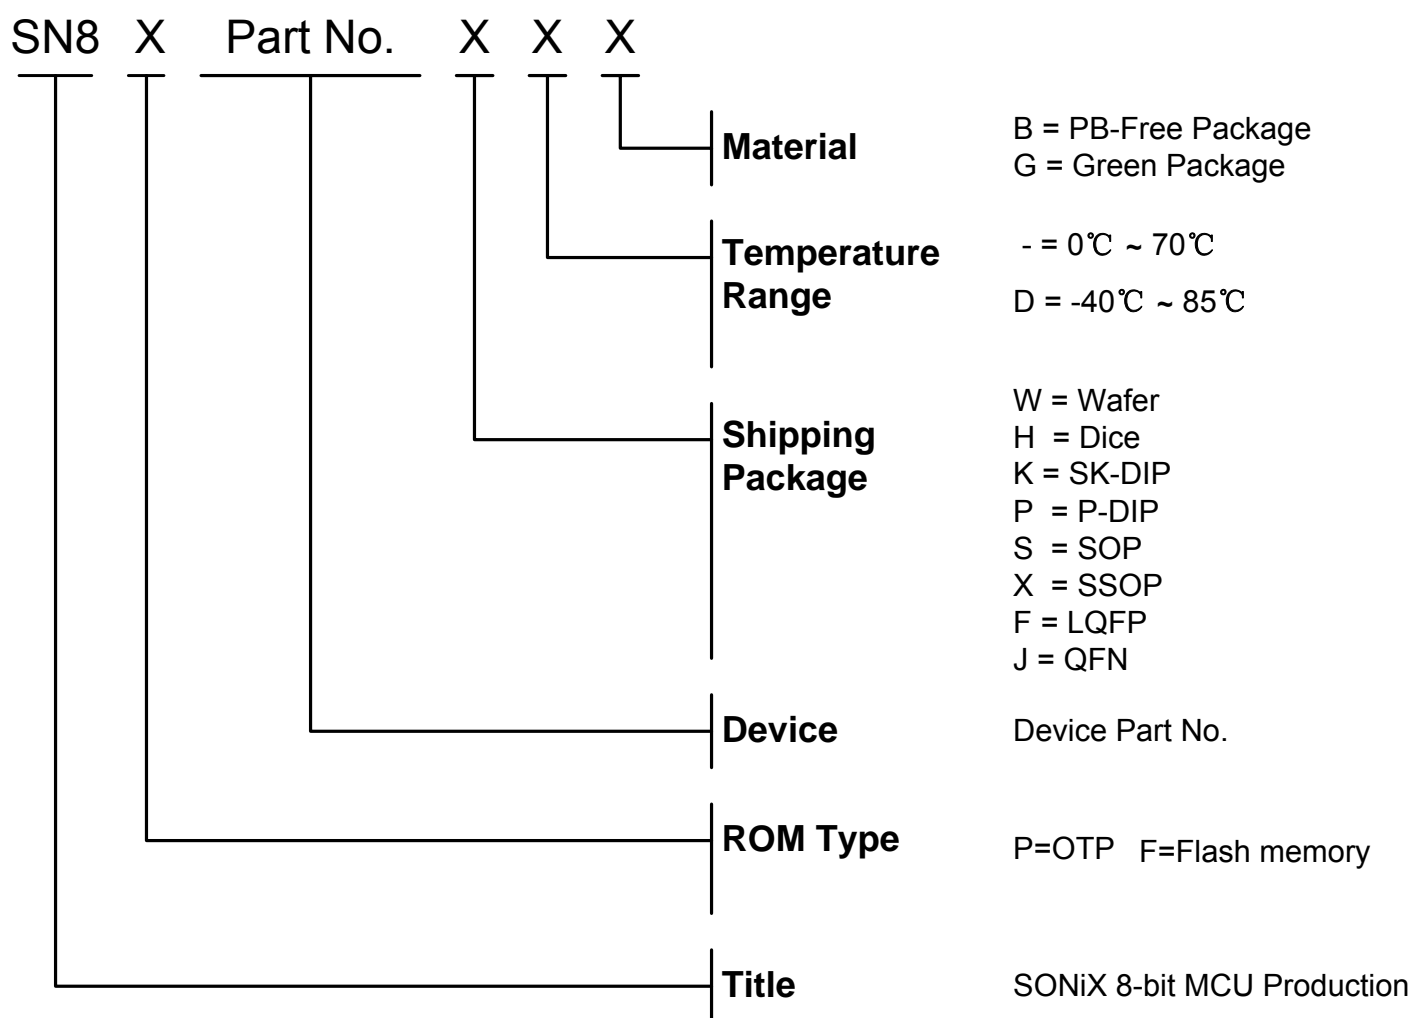 SN8 X Part No. X X X
Material
B = PB-Free Package
G = Green Package
Temperature
Range
- = 0℃ ~ 70℃
D = -40℃ ~ 85℃
Shipping
Package
W = Wafer
H = Dice
K = SK-DIP
P = P-DIP
S = SOP
X = SSOP
F = LQFP
J = QFN
Device
Device Part No.
ROM Type
P=OTP F=Flash memory
Title
SONiX 8-bit MCU Production